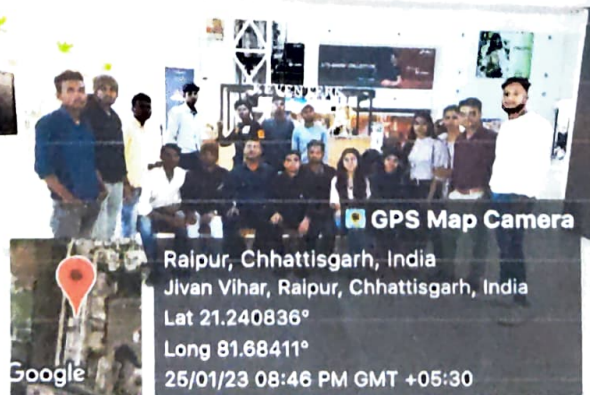 KEVENTERS
GPS Map Camera
Raipur, Chhattisgarh, India
Jivan Vihar, Raipur, Chhattisgarh, India
Lat 21.240836°
Long 81.68411°
25/01/23 08:46 PM GMT +05:30
Google